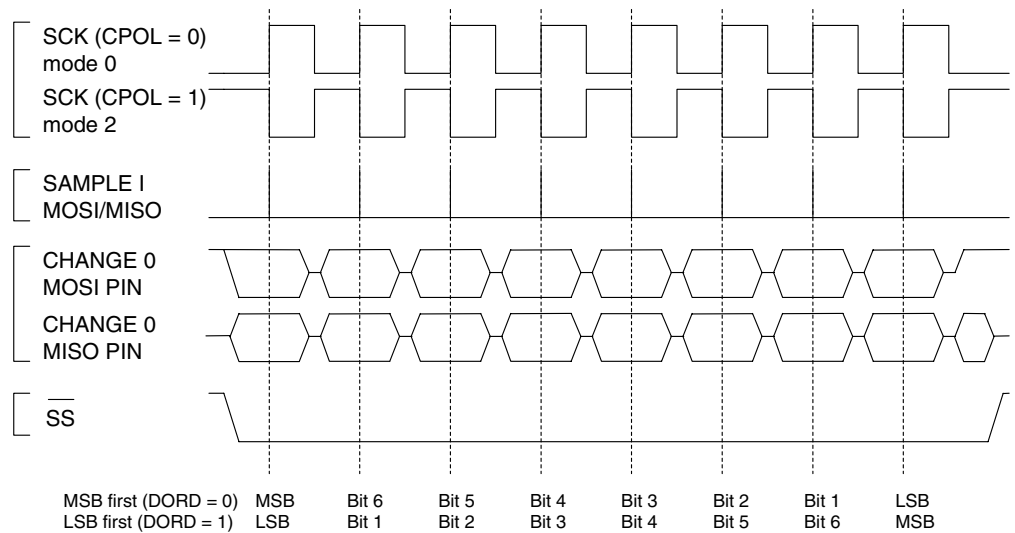 SCK (CPOL = 0)
mode 0
SCK (CPOL = 1)
mode 2
SAMPLE I
MOSI/MISO
CHANGE 0
MOSI PIN
CHANGE 0
MISO PIN
SS
MSB first (DORD = 0) MSB Bit 6 Bit 5 Bit 4 Bit 3 Bit 2 Bit 1 LSB
LSB first (DORD = 1) LSB Bit 1 Bit 2 Bit 3 Bit 4 Bit 5 Bit 6 MSB